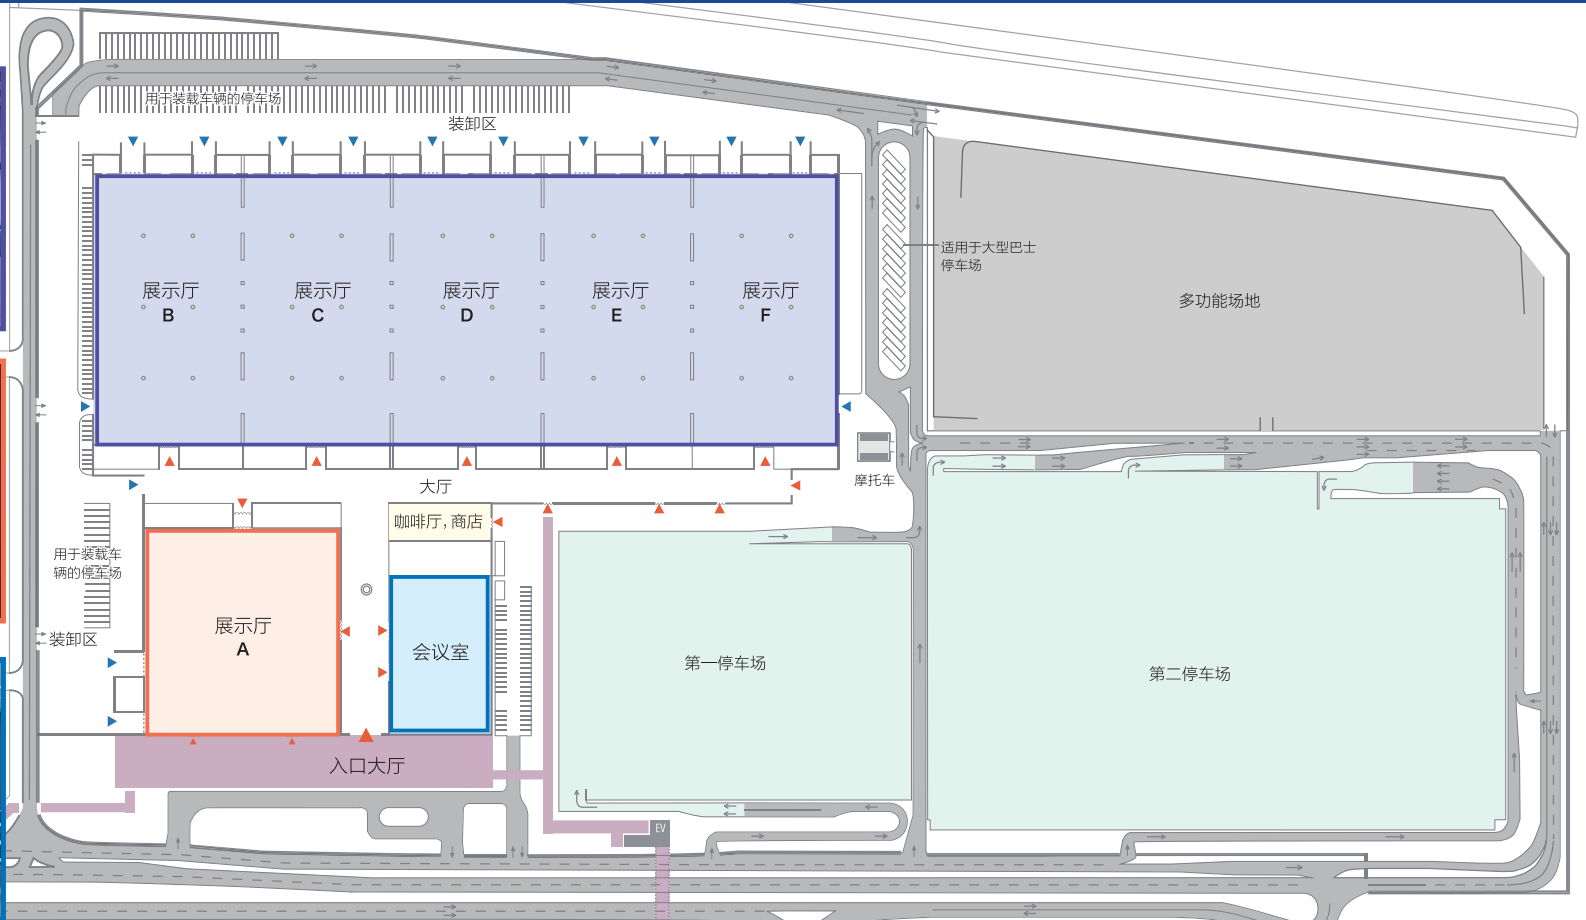 用于装载车辆的停车场
装卸区
适用于大型巴士
停车场
展示厅
B
展示厅
C
展示厅
D
展示厅
E
展示厅
F
多功能场地
摩托车
大厅
咖啡厅，商店
用于装载车
辆的停车场
装卸区
展示厅
A
会议室
第一停车场
第二停车场
入口大厅
EV